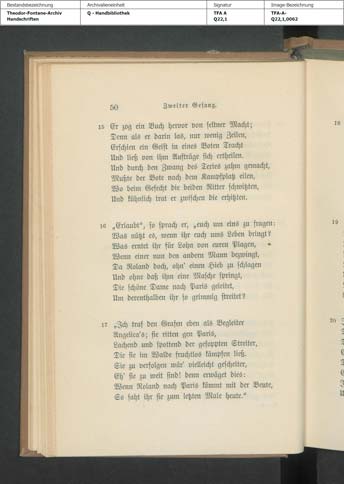 Bestandsbezeichnung
Archivalieneinheit
Signatur
Image-Bezeichnung
Theodor-Fontane-Archiv
Handschriften
Q - Handbibliothek
TFA A
Q22,1
TFA-A-
Q22,1,0062
50
Zweiter Gesang.
15 Er zog ein Buch hervor von seltner Macht;
Denn als er darin las, nur wenig Zeilen,
Erschien ein Geist in eines Boten Tracht
Und ließ von ihm Aufträge sich ertheilen.
Und durch den Zwang des Textes zahm gemacht,
Mußte der Bote nach dem Kampfplatz eilen,
Wo beim Gefecht die beiden Ritter schwitzten,
Und kühnlich trat er zwischen die erhitzten.
16 „Erlaubt“, so sprach er, „euch um eins zu fragen:
Was nützt es, wenn ihr euch ums Leben bringt?
Was erntet ihr für Lohn von euren Plagen,
Wenn einer nun den andern Mann bezwingt,
Da Roland doch, ohn' einen Hieb zu schlagen
Und ohne daß ihm eine Masche springt,
Die schöne Dame nach Paris geleitet,
Um derenthalben ihr so grimmig streitet?
17 „Ich traf den Grafen eben als Begleiter
Angelica's; sie ritten gen Paris,
Lachend und spottend der gefoppten Streiter,
Die sie im Walde fruchtlos kämpfen ließ.
Sie zu verfolgen wär' vielleicht gescheiter,
Eh' sie zu weit sind! denn erwäget dies:
Wenn Roland nach Paris kömmt mit der Beute,
So saht ihr sie zum letzten Male heute.“
18
19
20